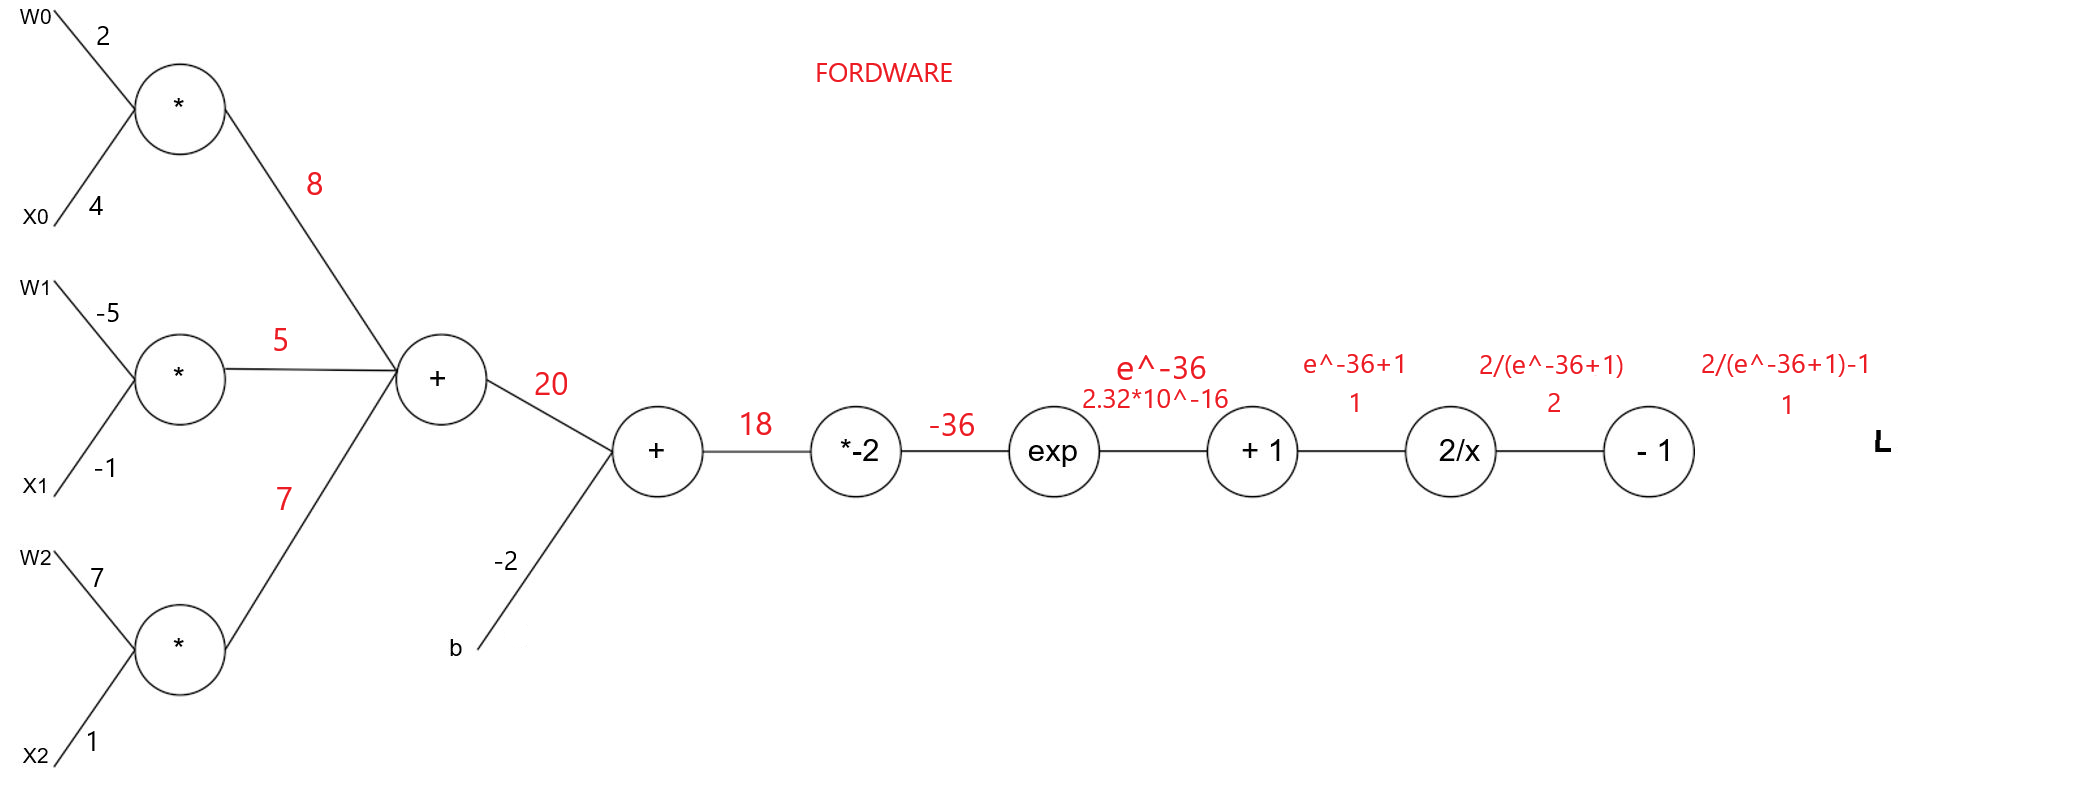 W0
2
FORDWARE
*
8
X0
4
W1
-5
5
*
+
20
e^-36
2.32*10^-16
e^-36+1
1
2/(e^-36+1)
2
2/(e^-36+1)-1
1
-1
X1
7
+
18
*-2
-36
exp
+ 1
2/x
- 1
L
W2
7
-2
*
b
X2
1